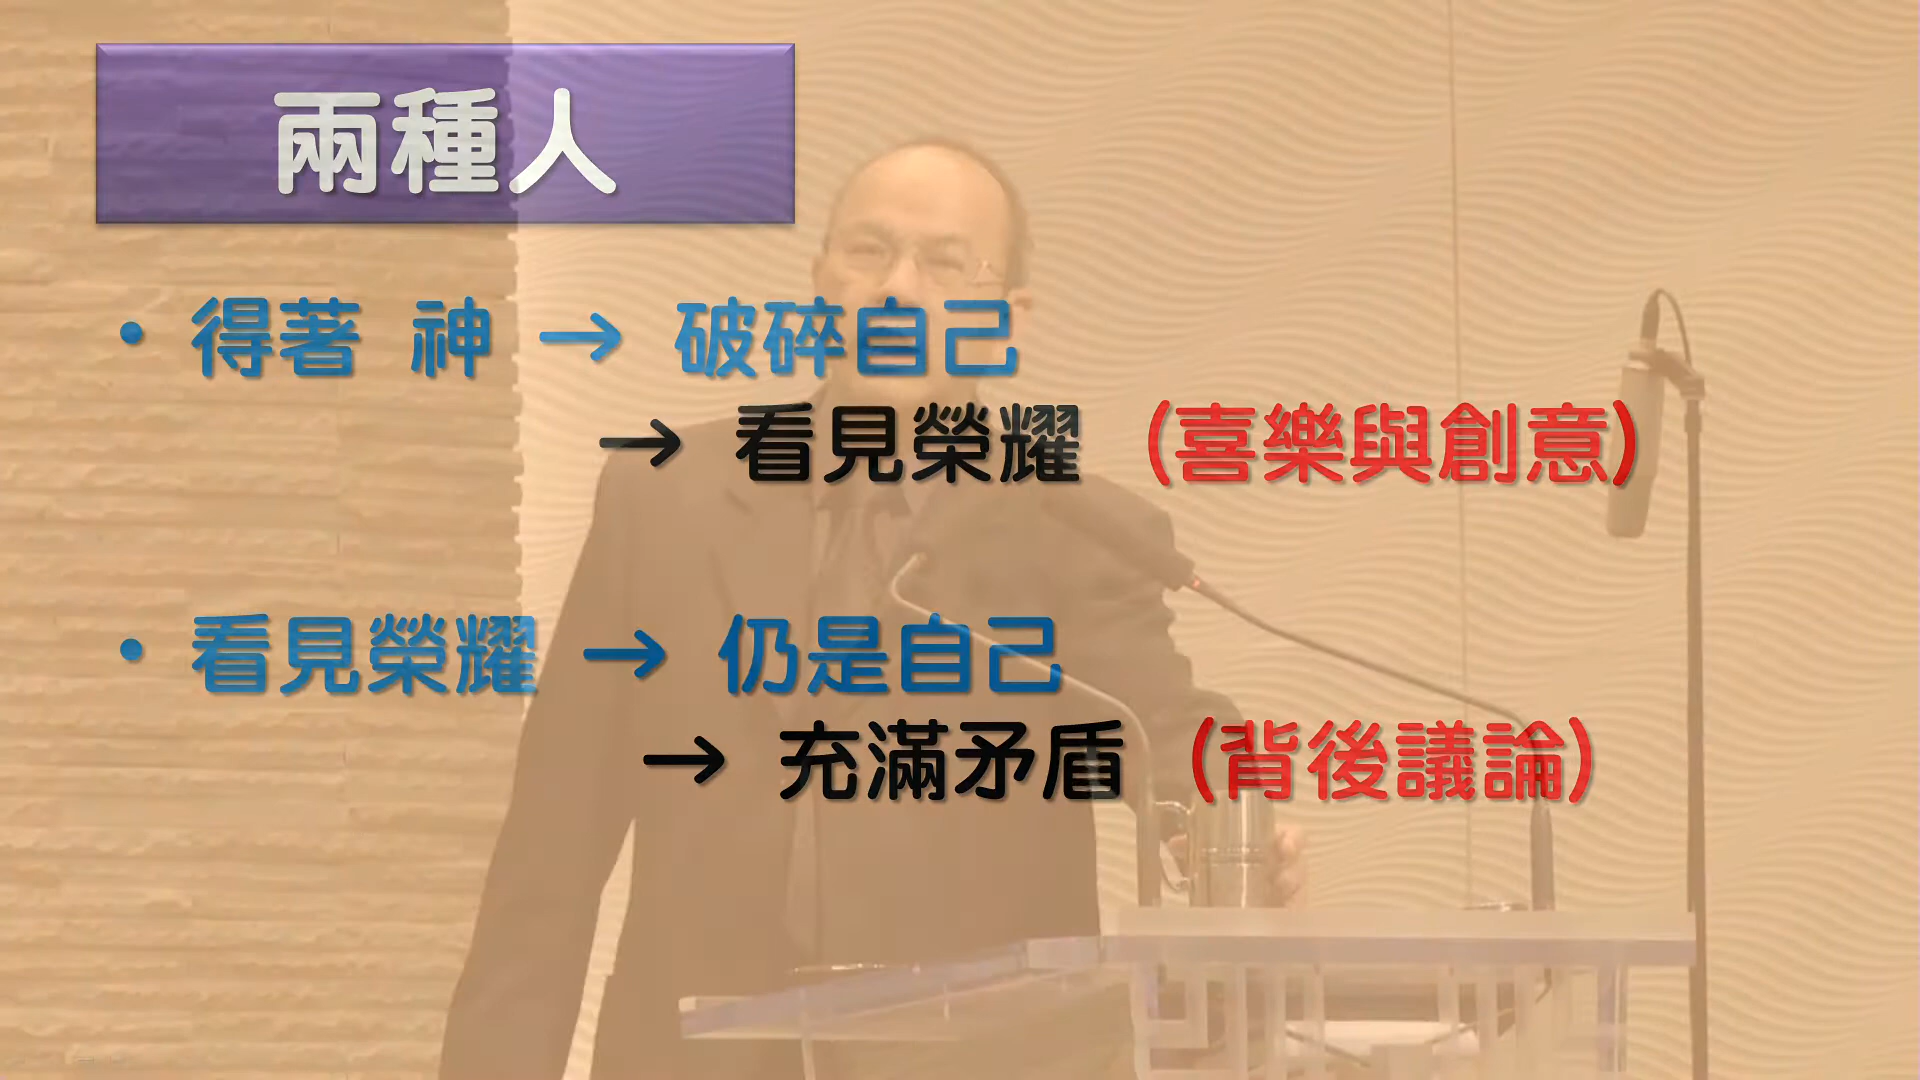 兩種人
• 得著 神 → 破碎自己
→ 看見榮耀 (喜樂與創意)
• 看見榮耀 → 仍是自己
→ 充滿矛盾 (背後議論)